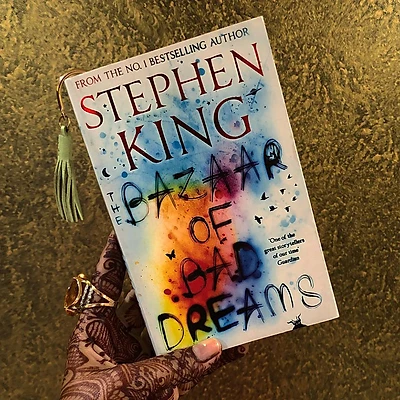 FROM THE NO. 1 BESTSELLING AUTHOR
STEPHEN
KING
THE
BAZAAR
OF
BAD
DREAMS
'One of the
great storytellers
of our time'
Guardian